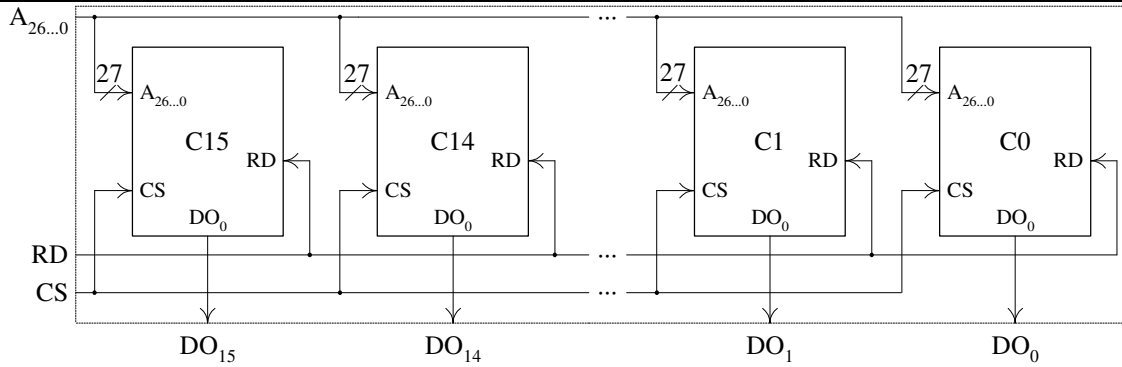 A26...0 ... ...
27 27 27 27
A26...0 A26...0 A26...0 A26...0
C15 C14 C1 C0
RD RD RD RD
CS CS CS CS
DO0 DO0 DO0 DO0
RD ...
CS ...
DO15 DO14 DO1 DO0